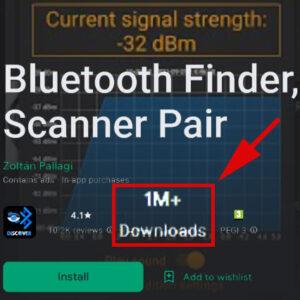 Current signal strength:
-32 dBm
Bluetooth Finder,
Scanner Pair
Zoltán Pallagi
Contains ads · In-app purchases
1M+
Downloads
4.1★
10.2K reviews
3
PEGI 3
DISCOVER
Install
Add to wishlist